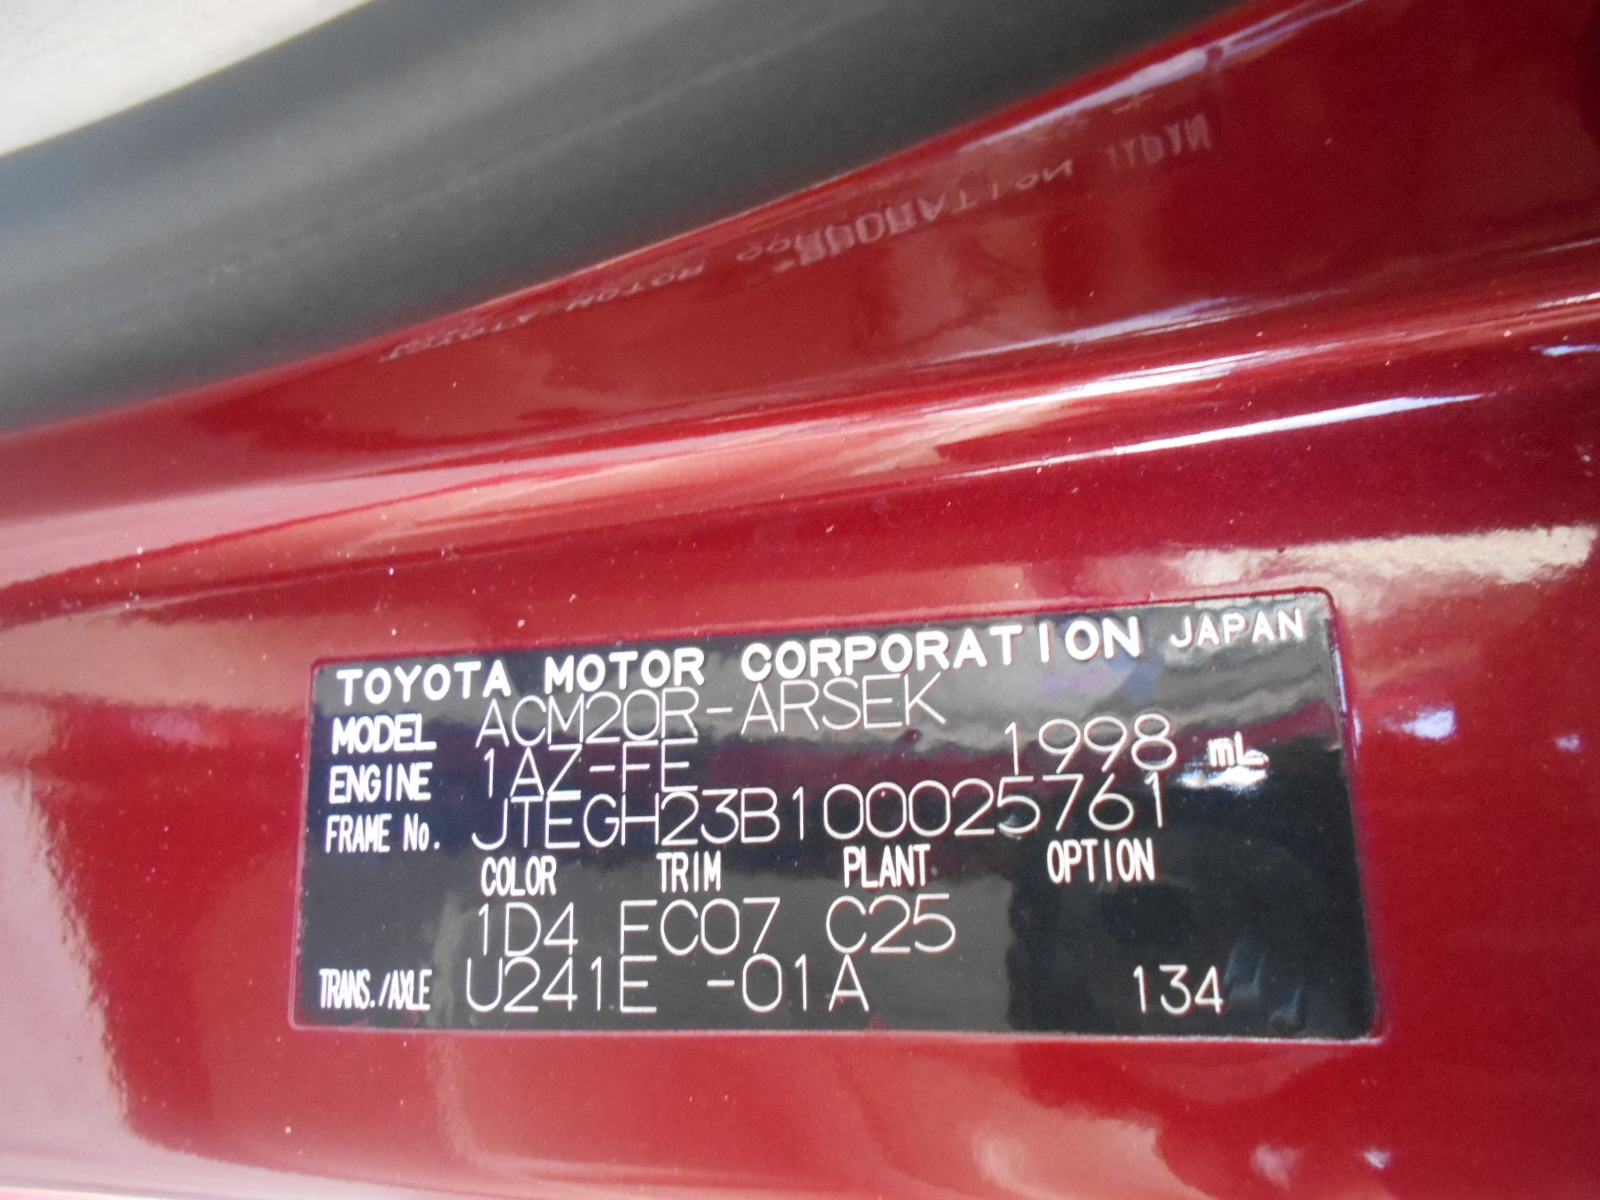 TOYOTA MOTOR CORPORATION JAPAN
MODEL ACM20R-ARSEK
ENGINE 1AZ-FE 1998 mL
FRAME No. JTEGH23B100025761
COLOR TRIM PLANT OPTION
1D4 FC07 C25
TRANS./AXLE U241E -01A 134